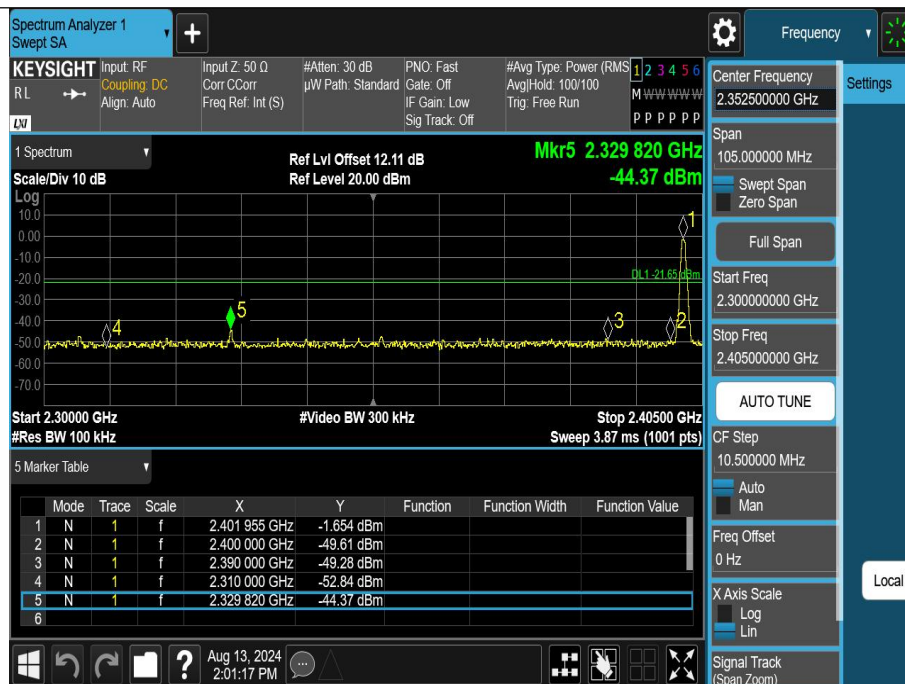 Spectrum Analyzer 1
Swept SA
+
Frequency
KEYSIGHT
RL
LXI
Input: RF
Coupling: DC
Align: Auto
Input Z: 50 Ω
Corr CCorr
Freq Ref: Int (S)
#Atten: 30 dB
µW Path: Standard
PNO: Fast
Gate: Off
IF Gain: Low
Sig Track: Off
#Avg Type: Power (RMS
Avg|Hold: 100/100
Trig: Free Run
1 2 3 4 5 6
M W W W W W
P P P P P P
1 Spectrum
Scale/Div 10 dB
Log
Ref Lvl Offset 12.11 dB
Ref Level 20.00 dBm
Mkr5 2.329 820 GHz
-44.37 dBm
10.0
0.00
-10.0
-20.0
-30.0
-40.0
-50.0
-60.0
-70.0
1
DL1 -21.65 dBm
5
4
3
2
Start 2.30000 GHz
#Res BW 100 kHz
#Video BW 300 kHz
Stop 2.40500 GHz
Sweep 3.87 ms (1001 pts)
5 Marker Table
Mode Trace Scale X Y Function Function Width Function Value
1 N 1 f 2.401 955 GHz -1.654 dBm
2 N 1 f 2.400 000 GHz -49.61 dBm
3 N 1 f 2.390 000 GHz -49.28 dBm
4 N 1 f 2.310 000 GHz -52.84 dBm
5 N 1 f 2.329 820 GHz -44.37 dBm
6
?
Aug 13, 2024
2:01:17 PM
Center Frequency
2.352500000 GHz
Span
105.000000 MHz
Swept Span
Zero Span
Full Span
Start Freq
2.300000000 GHz
Stop Freq
2.405000000 GHz
AUTO TUNE
CF Step
10.500000 MHz
Auto
Man
Freq Offset
0 Hz
X Axis Scale
Log
Lin
Signal Track
(Span Zoom)
Settings
Local